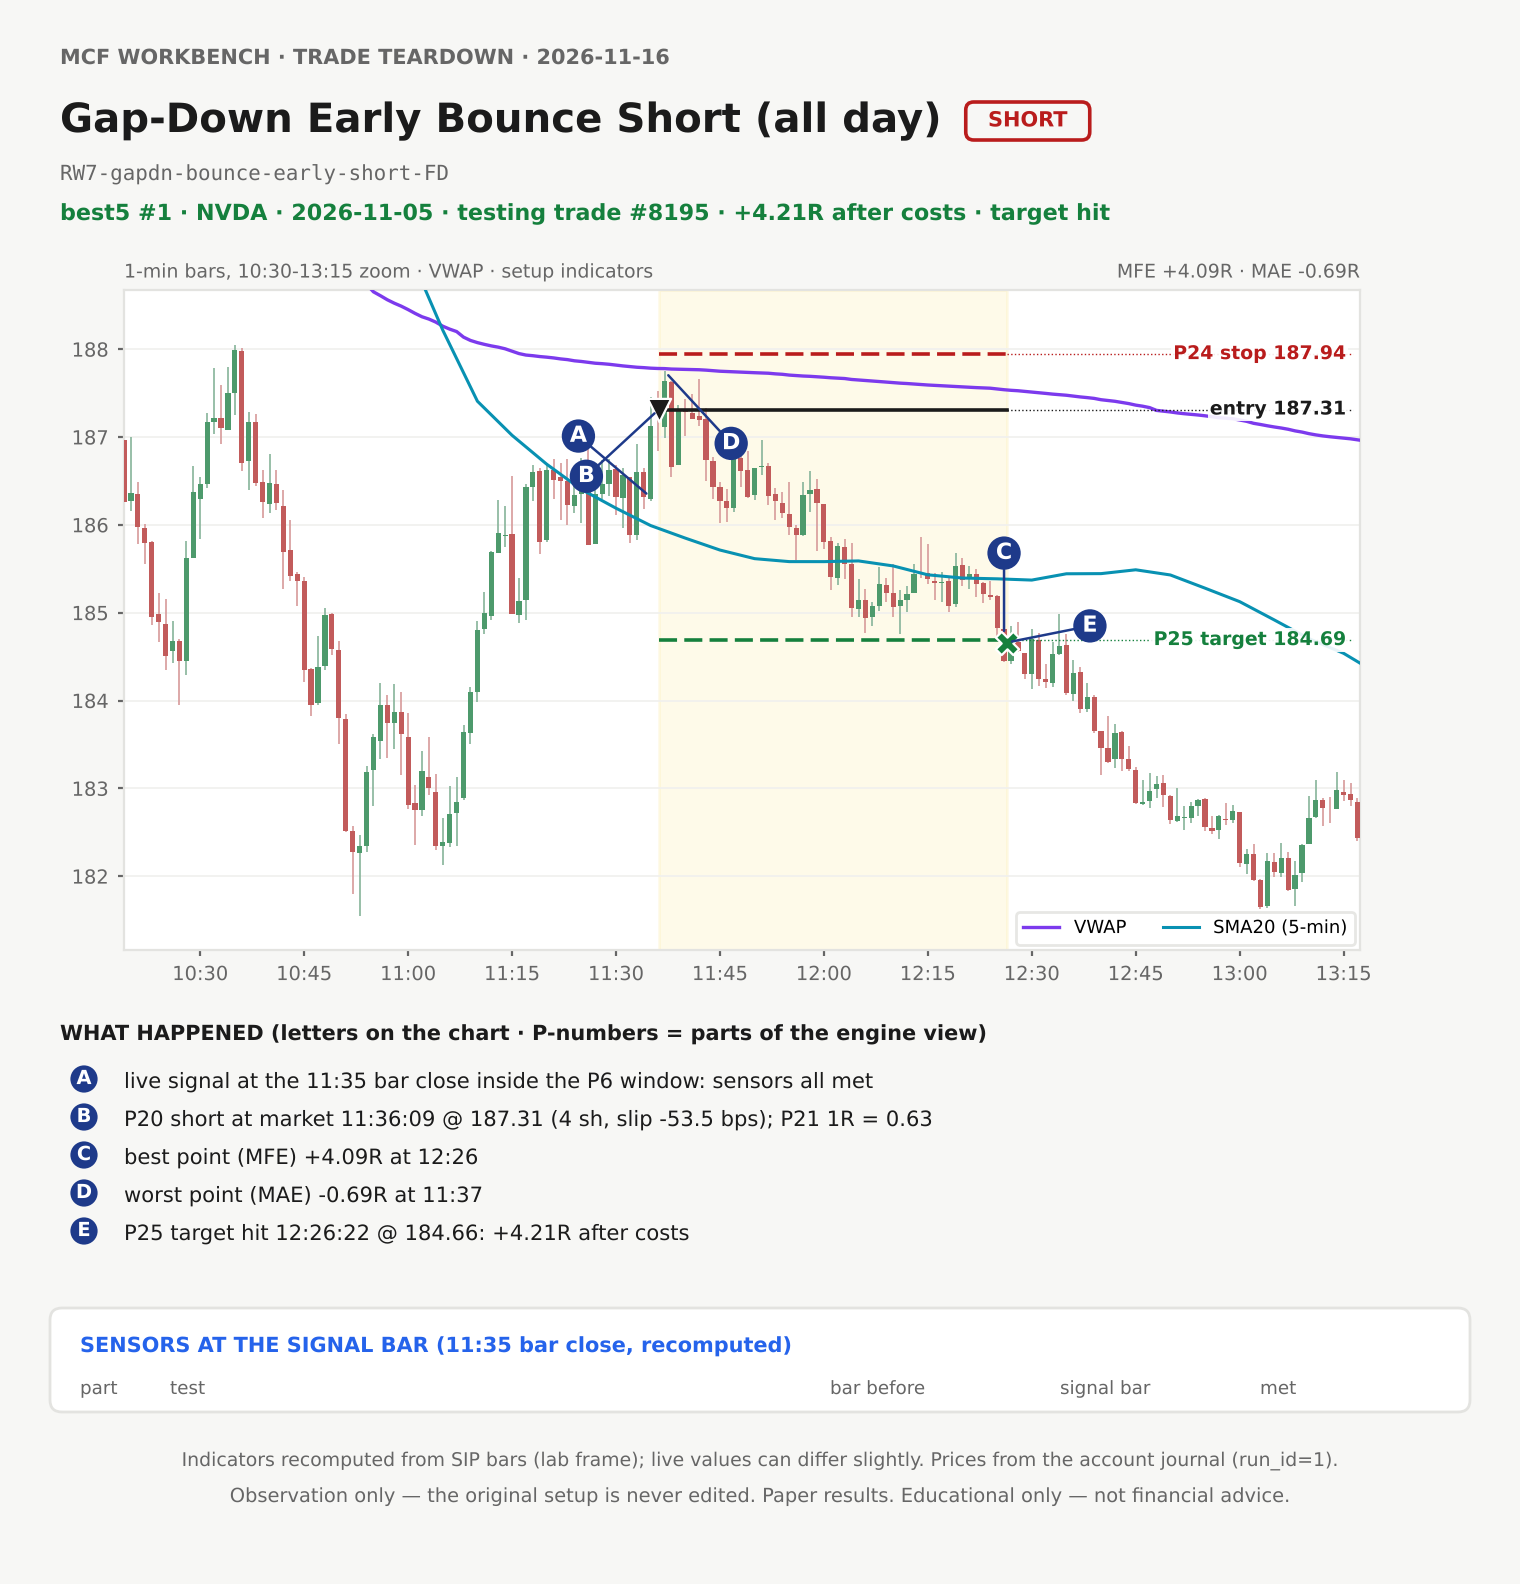 MCF WORKBENCH · TRADE TEARDOWN · 2026-11-16
Gap-Down Early Bounce Short (all day) SHORT
RW7-gapdn-bounce-early-short-FD
best5 #1 · NVDA · 2026-11-05 · testing trade #8195 · +4.21R after costs · target hit
1-min bars, 10:30-13:15 zoom · VWAP · setup indicators MFE +4.09R · MAE -0.69R
188
187
186
185
184
183
182
P24 stop 187.94
entry 187.31
P25 target 184.69
A
B
D
C
E
VWAP SMA20 (5-min)
10:30 10:45 11:00 11:15 11:30 11:45 12:00 12:15 12:30 12:45 13:00 13:15
WHAT HAPPENED (letters on the chart · P-numbers = parts of the engine view)
A live signal at the 11:35 bar close inside the P6 window: sensors all met
B P20 short at market 11:36:09 @ 187.31 (4 sh, slip -53.5 bps); P21 1R = 0.63
C best point (MFE) +4.09R at 12:26
D worst point (MAE) -0.69R at 11:37
E P25 target hit 12:26:22 @ 184.66: +4.21R after costs
SENSORS AT THE SIGNAL BAR (11:35 bar close, recomputed)
part test bar before signal bar met
Indicators recomputed from SIP bars (lab frame); live values can differ slightly. Prices from the account journal (run_id=1).
Observation only — the original setup is never edited. Paper results. Educational only — not financial advice.